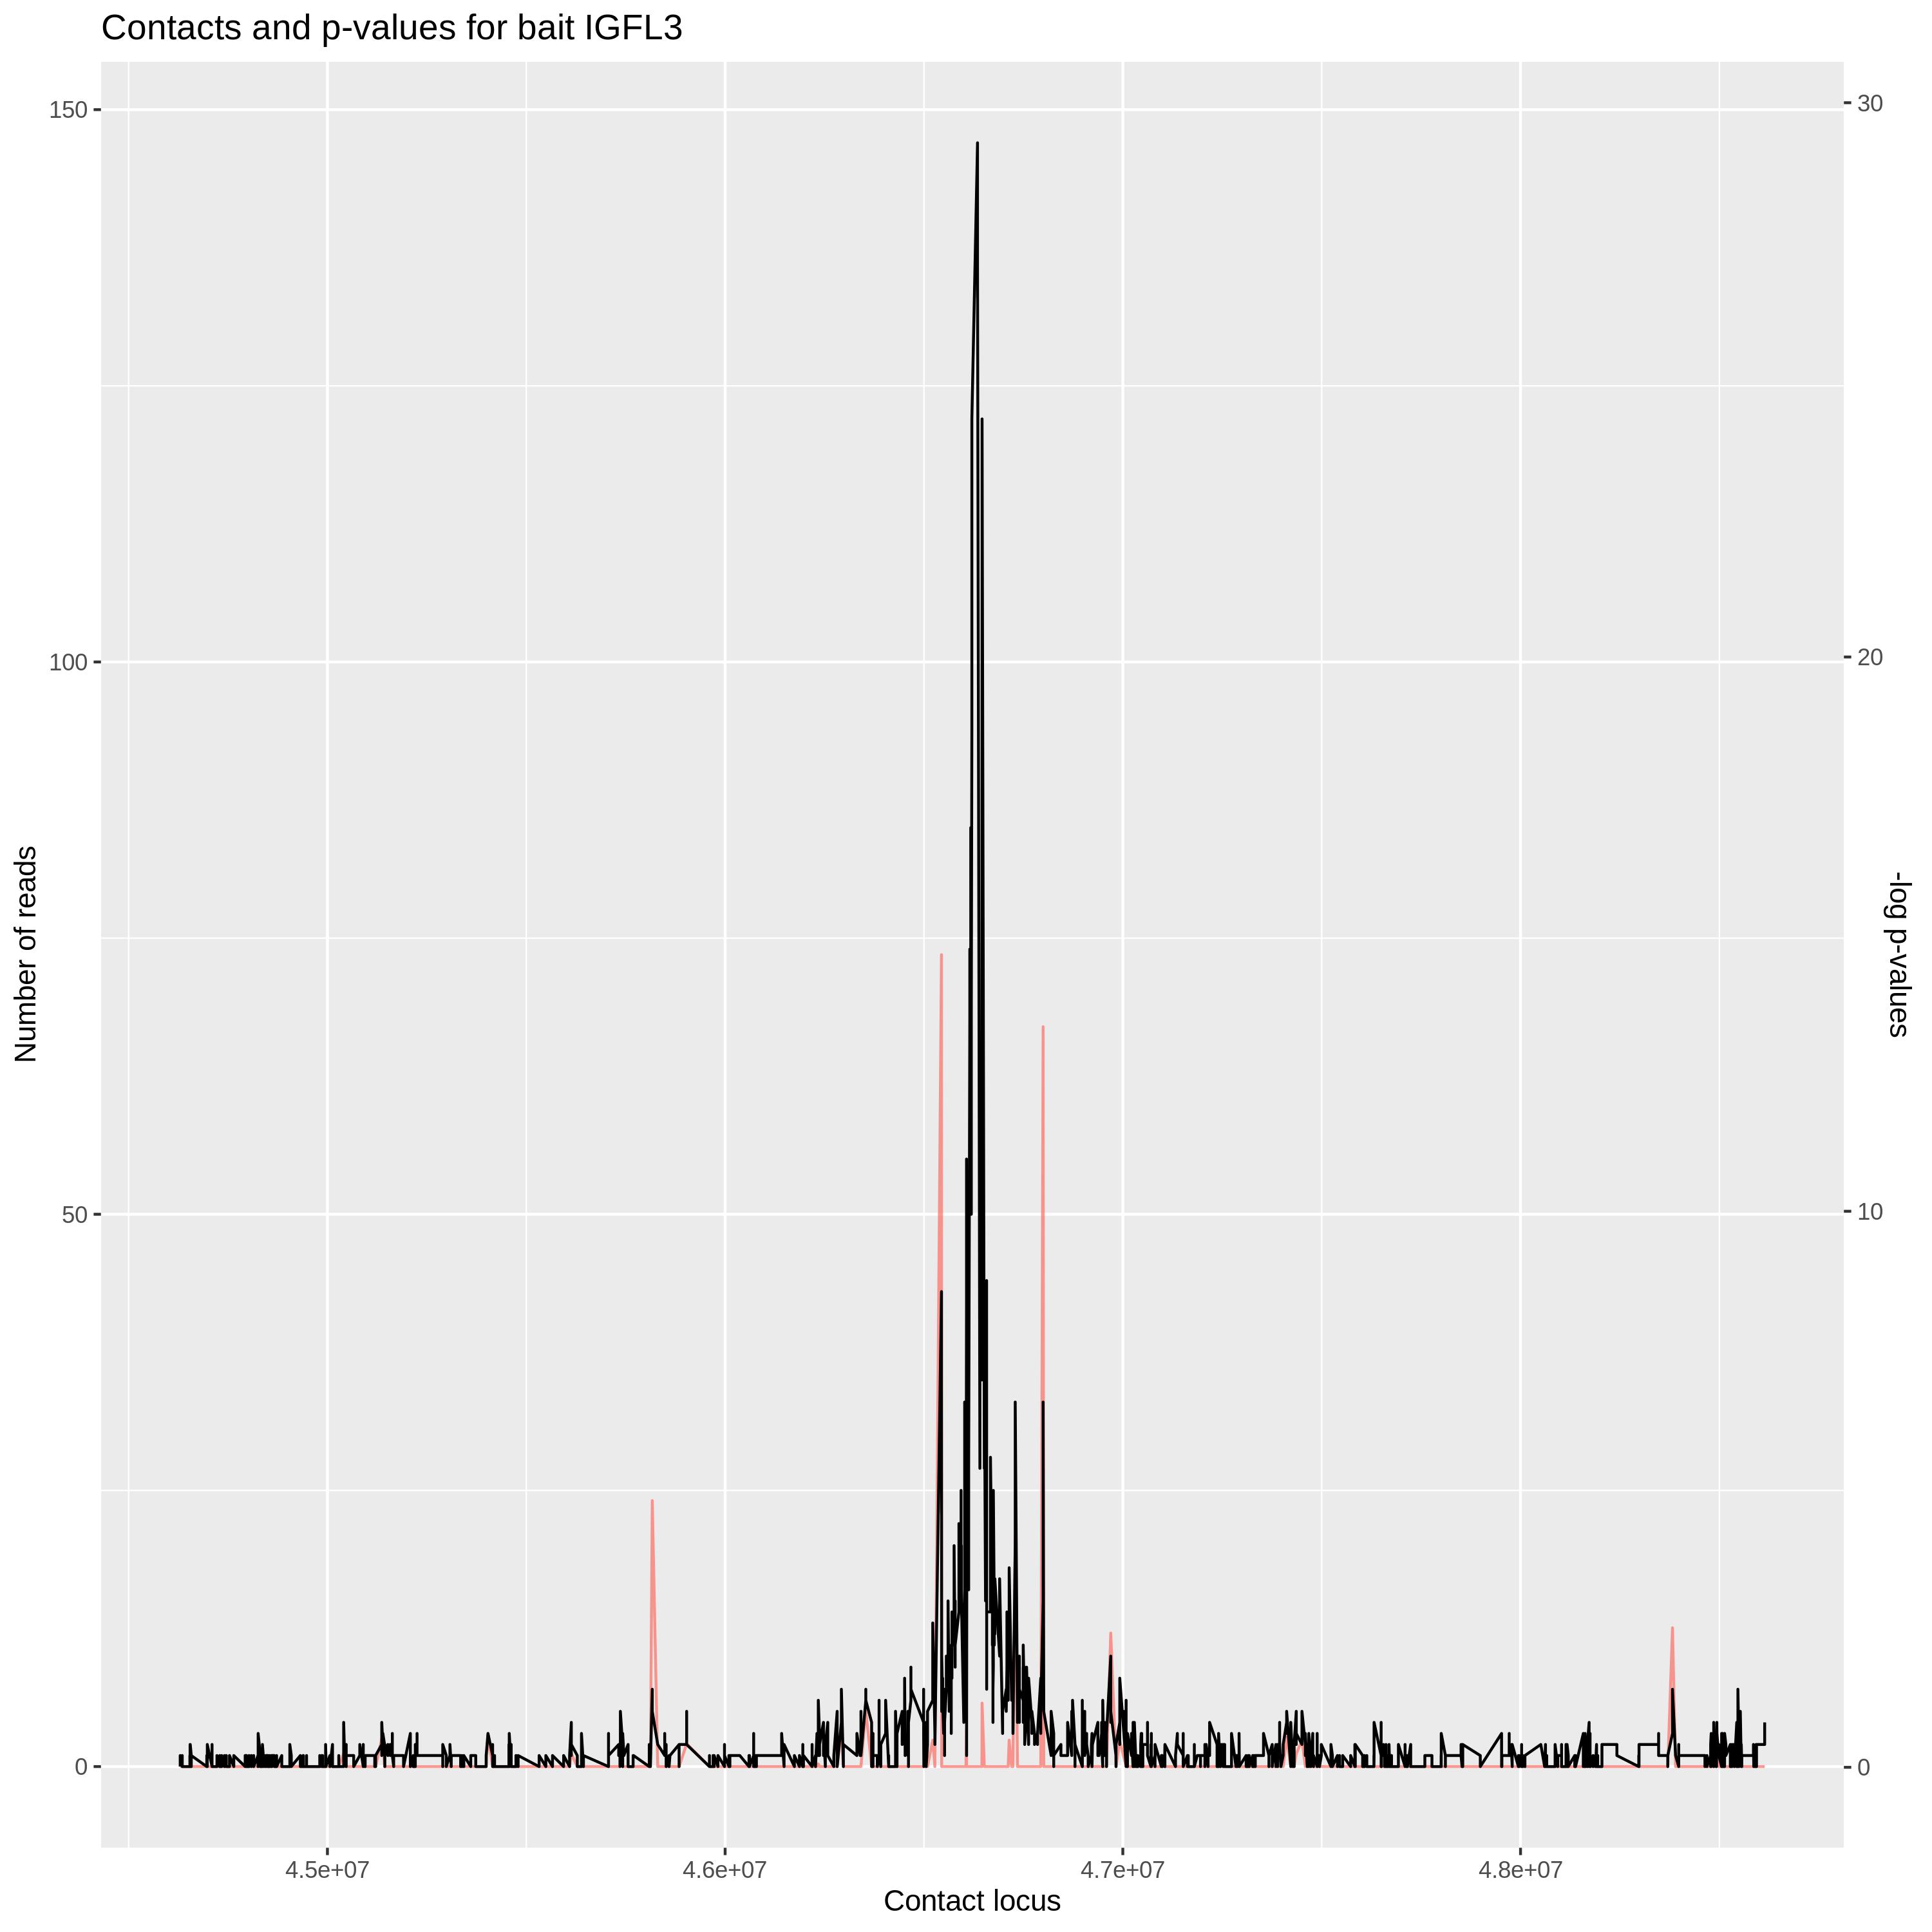 Contacts and p-values for bait IGFL3
150
100
50
0
Number of reads
30
20
10
0
-log p-values
4.5e+07
4.6e+07
4.7e+07
4.8e+07
Contact locus